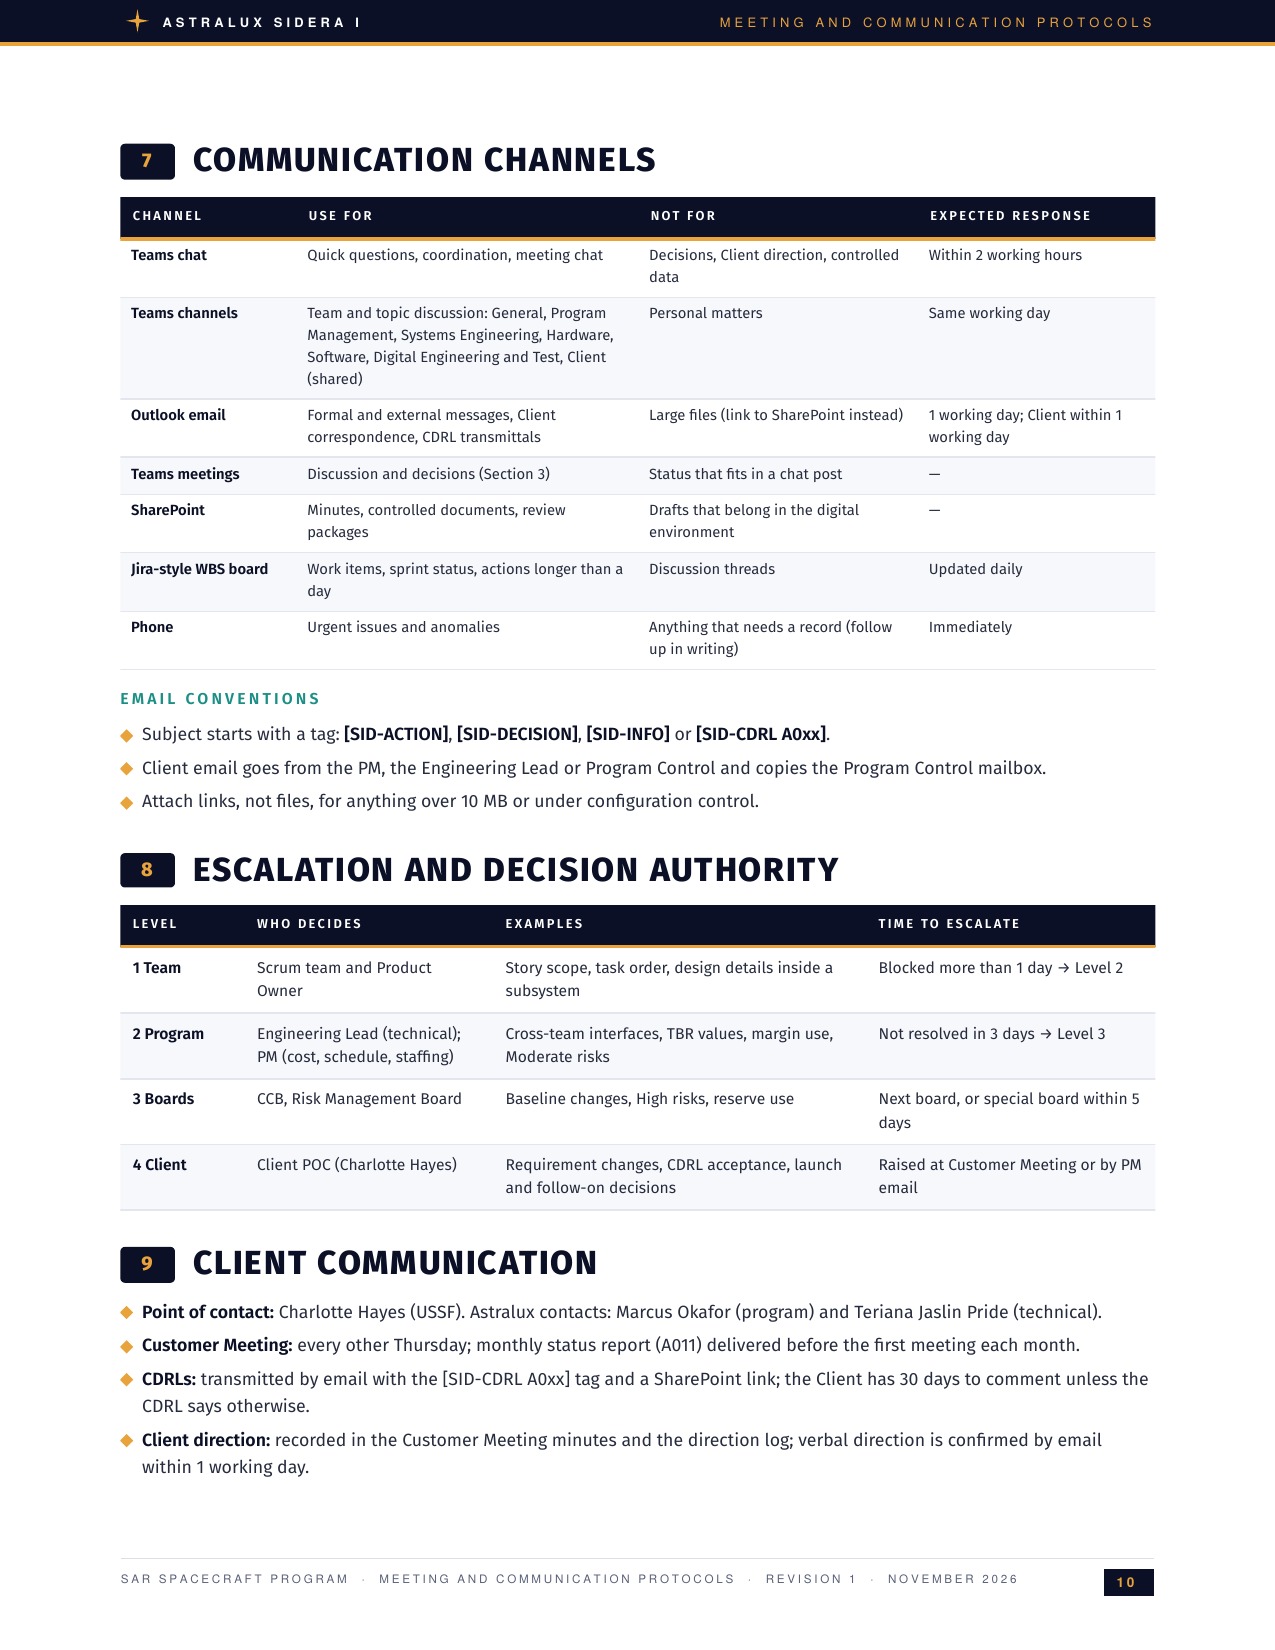 ASTRALUX SIDERA I
MEETING AND COMMUNICATION PROTOCOLS
7 COMMUNICATION CHANNELS
CHANNEL USE FOR NOT FOR EXPECTED RESPONSE
Teams chat Quick questions, coordination, meeting chat Decisions, Client direction, controlled Within 2 working hours
data
Teams channels Team and topic discussion: General, Program Personal matters Same working day
Management, Systems Engineering, Hardware,
Software, Digital Engineering and Test, Client
(shared)
Outlook email Formal and external messages, Client Large files (link to SharePoint instead) 1 working day; Client within 1
correspondence, CDRL transmittals working day
Teams meetings Discussion and decisions (Section 3) Status that fits in a chat post —
SharePoint Minutes, controlled documents, review Drafts that belong in the digital —
packages environment
Jira-style WBS board Work items, sprint status, actions longer than a Discussion threads Updated daily
day
Phone Urgent issues and anomalies Anything that needs a record (follow Immediately
up in writing)
EMAIL CONVENTIONS
◆ Subject starts with a tag: [SID-ACTION], [SID-DECISION], [SID-INFO] or [SID-CDRL A0xx].
◆ Client email goes from the PM, the Engineering Lead or Program Control and copies the Program Control mailbox.
◆ Attach links, not files, for anything over 10 MB or under configuration control.
8 ESCALATION AND DECISION AUTHORITY
LEVEL WHO DECIDES EXAMPLES TIME TO ESCALATE
1 Team Scrum team and Product Story scope, task order, design details inside a Blocked more than 1 day → Level 2
Owner subsystem
2 Program Engineering Lead (technical); Cross-team interfaces, TBR values, margin use, Not resolved in 3 days → Level 3
PM (cost, schedule, staffing) Moderate risks
3 Boards CCB, Risk Management Board Baseline changes, High risks, reserve use Next board, or special board within 5
days
4 Client Client POC (Charlotte Hayes) Requirement changes, CDRL acceptance, launch Raised at Customer Meeting or by PM
and follow-on decisions email
9 CLIENT COMMUNICATION
◆ Point of contact: Charlotte Hayes (USSF). Astralux contacts: Marcus Okafor (program) and Teriana Jaslin Pride (technical).
◆ Customer Meeting: every other Thursday; monthly status report (A011) delivered before the first meeting each month.
◆ CDRLs: transmitted by email with the [SID-CDRL A0xx] tag and a SharePoint link; the Client has 30 days to comment unless the
CDRL says otherwise.
◆ Client direction: recorded in the Customer Meeting minutes and the direction log; verbal direction is confirmed by email
within 1 working day.
SAR SPACECRAFT PROGRAM · MEETING AND COMMUNICATION PROTOCOLS · REVISION 1 · NOVEMBER 2026
10